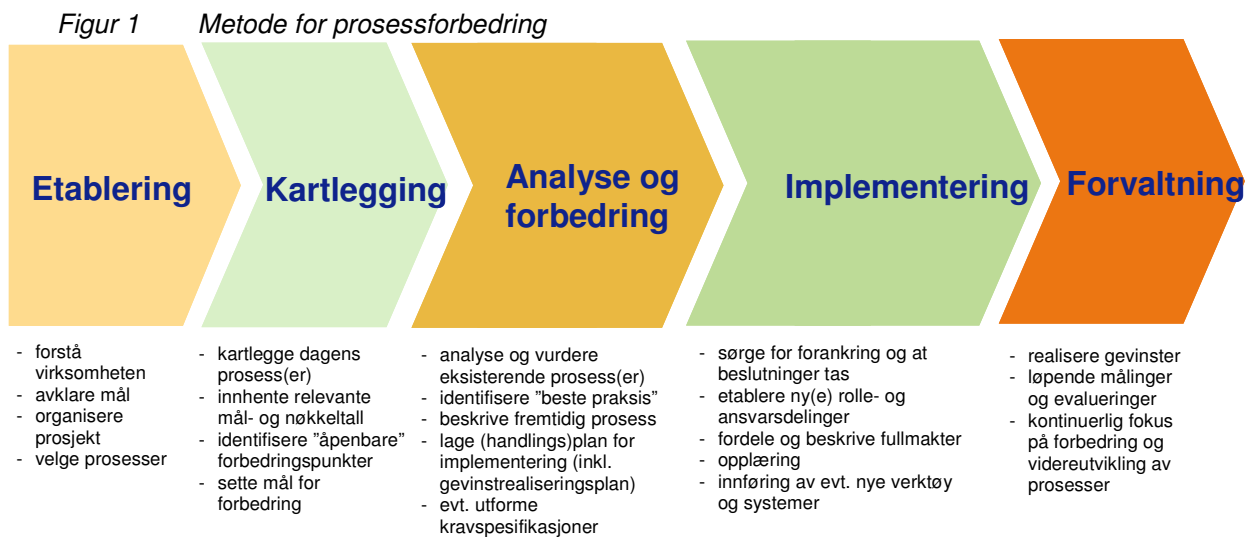 Figur 1 Metode for prosessforbedring
Etablering
Kartlegging
Analyse og
forbedring
Implementering
Forvaltning
- forstå
virksomheten
- avklare mål
- organisere
prosjekt
- velge prosesser
- kartlegge dagens
prosess(er)
- innhente relevante
mål- og nøkkeltall
- identifisere ”åpenbare”
forbedringspunkter
- sette mål for
forbedring
- analyse og vurdere
eksisterende prosess(er)
- identifisere ”beste praksis”
- beskrive fremtidig prosess
- lage (handlings)plan for
implementering (inkl.
gevinstrealiseringsplan)
- evt. utforme
kravspesifikasjoner
- sørge for forankring og at
beslutninger tas
- etablere ny(e) rolle- og
ansvarsdelinger
- fordele og beskrive fullmakter
- opplæring
- innføring av evt. nye verktøy
og systemer
- realisere gevinster
- løpende målinger
og evalueringer
- kontinuerlig fokus
på forbedring og
videreutvikling av
prosesser